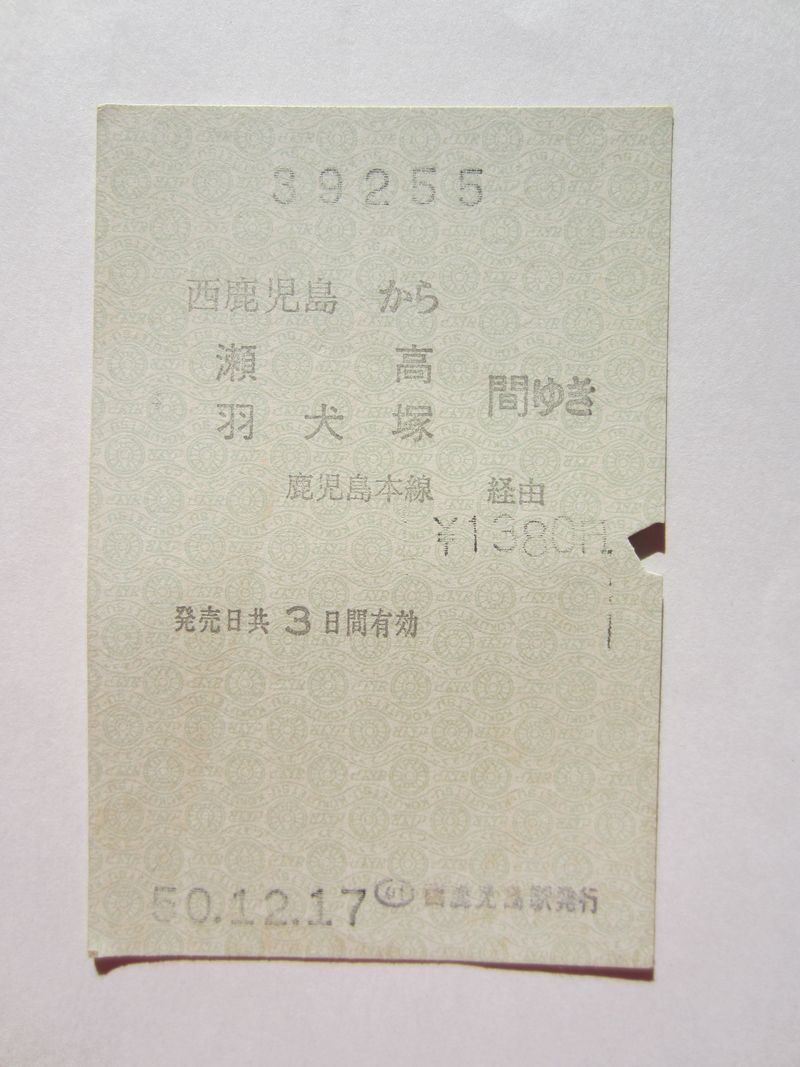 39255
西鹿児島 から
瀬高
羽犬塚 間ゆき
鹿児島本線 経由
¥1380円
発売日共 3 日間有効
50.12.17 西鹿児島駅発行